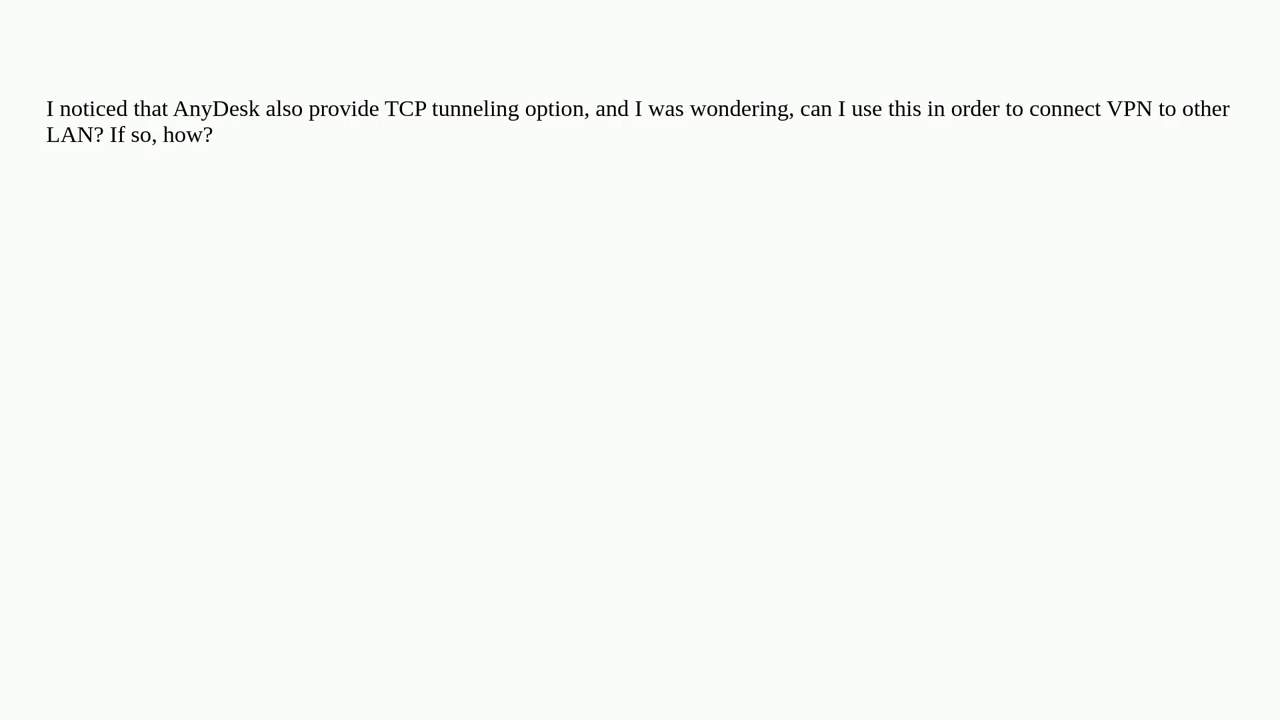 I noticed that AnyDesk also provide TCP tunneling option, and I was wondering, can I use this in order to connect VPN to other
LAN? If so, how?